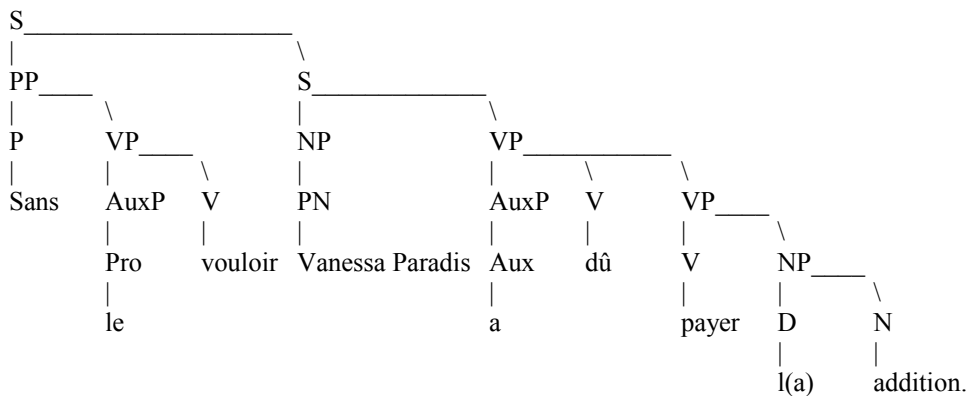 S
PP S
P VP NP VP
Sans AuxP V PN AuxP V VP
Pro vouloir Vanessa Paradis Aux dû V NP
le a payer D N
l(a) addition.